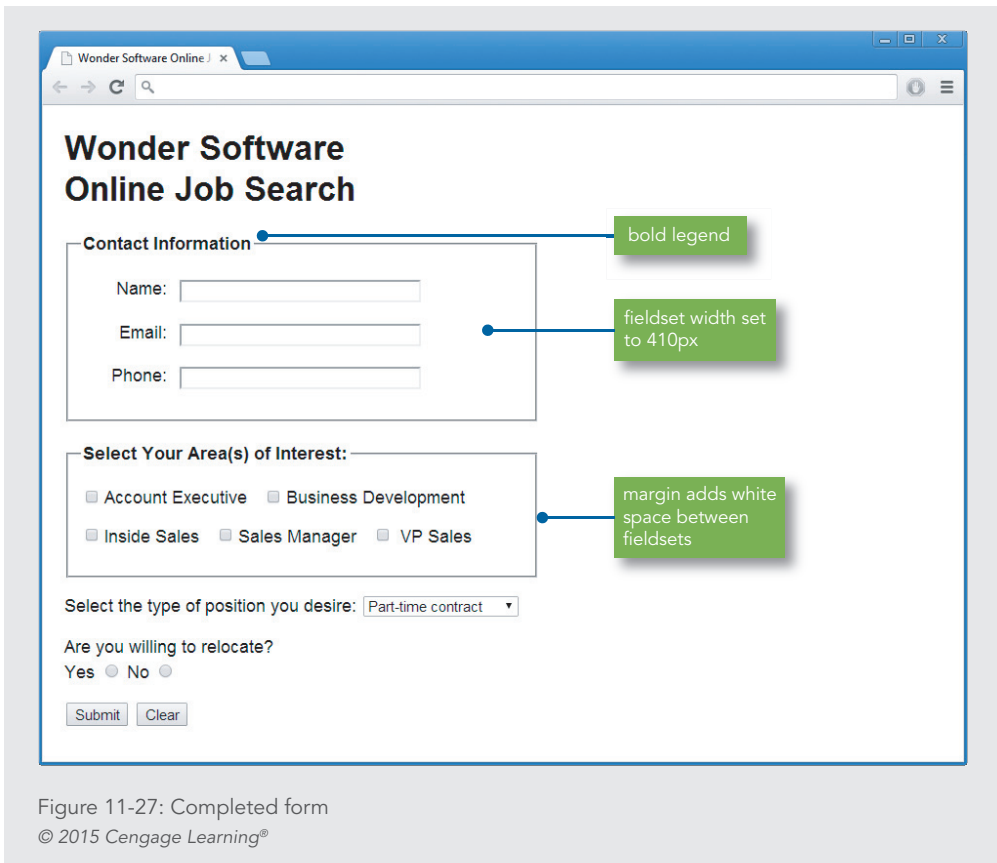 Wonder Software Online J
Wonder Software
Online Job Search
Contact Information
bold legend
Name:
fieldset width set
to 410px
Email:
Phone:
Select Your Area(s) of Interest:
Account Executive Business Development
margin adds white
space between
fieldsets
Inside Sales Sales Manager VP Sales
Select the type of position you desire: Part-time contract
Are you willing to relocate?
Yes No
Submit Clear
Figure 11-27: Completed form
© 2015 Cengage Learning®